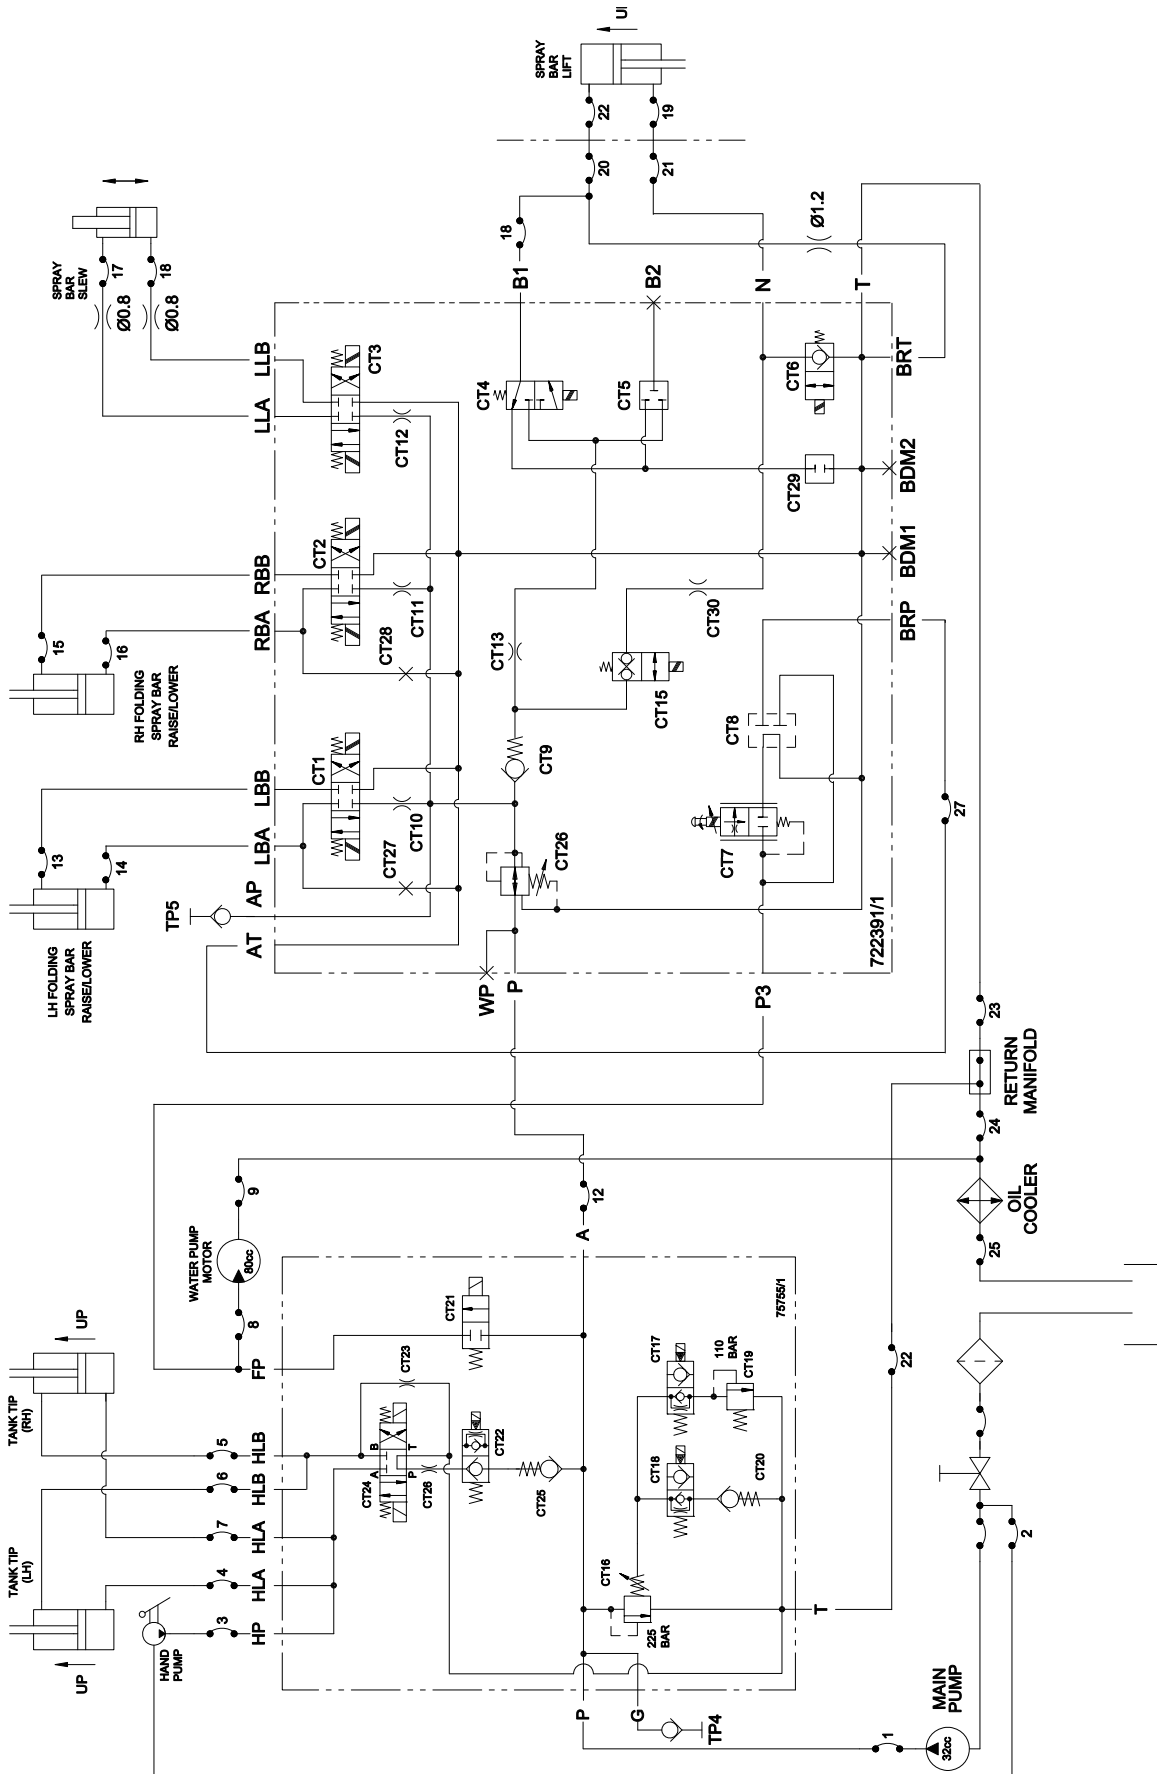 UP
SPRAY
BAR
LIFT
22
19
20
21
18
B1
B2
N
T
Ø1.2
SPRAY
BAR
SLEW
17
18
Ø0.8
Ø0.8
LLB
LLA
CT3
CT12
CT4
CT5
CT6
BRT
CT29
BDM2
BDM1
BRP
15
16
RH FOLDING
SPRAY BAR
RAISE/LOWER
RBB
RBA
CT2
CT11
CT28
CT13
CT30
CT15
CT8
CT9
CT7
13
14
LH FOLDING
SPRAY BAR
RAISE/LOWER
LBB
LBA
CT1
CT10
CT27
CT26
TP5
AP
AT
WP
P
P3
722391/1
27
23
RETURN
MANIFOLD
24
OIL
COOLER
25
9
WATER PUMP
MOTOR
80cc
8
FP
12
A
75755/1
CT21
CT23
UP
TANK TIP
(RH)
5
HLB
6
HLB
7
HLA
4
HLA
3
HP
TANK TIP
(LH)
UP
HAND
PUMP
CT24
A
B
P
T
CT26
CT22
CT25
CT17
110
BAR
CT19
CT18
CT20
CT16
225
BAR
T
22
P
G
TP4
1
MAIN
PUMP
32cc
2